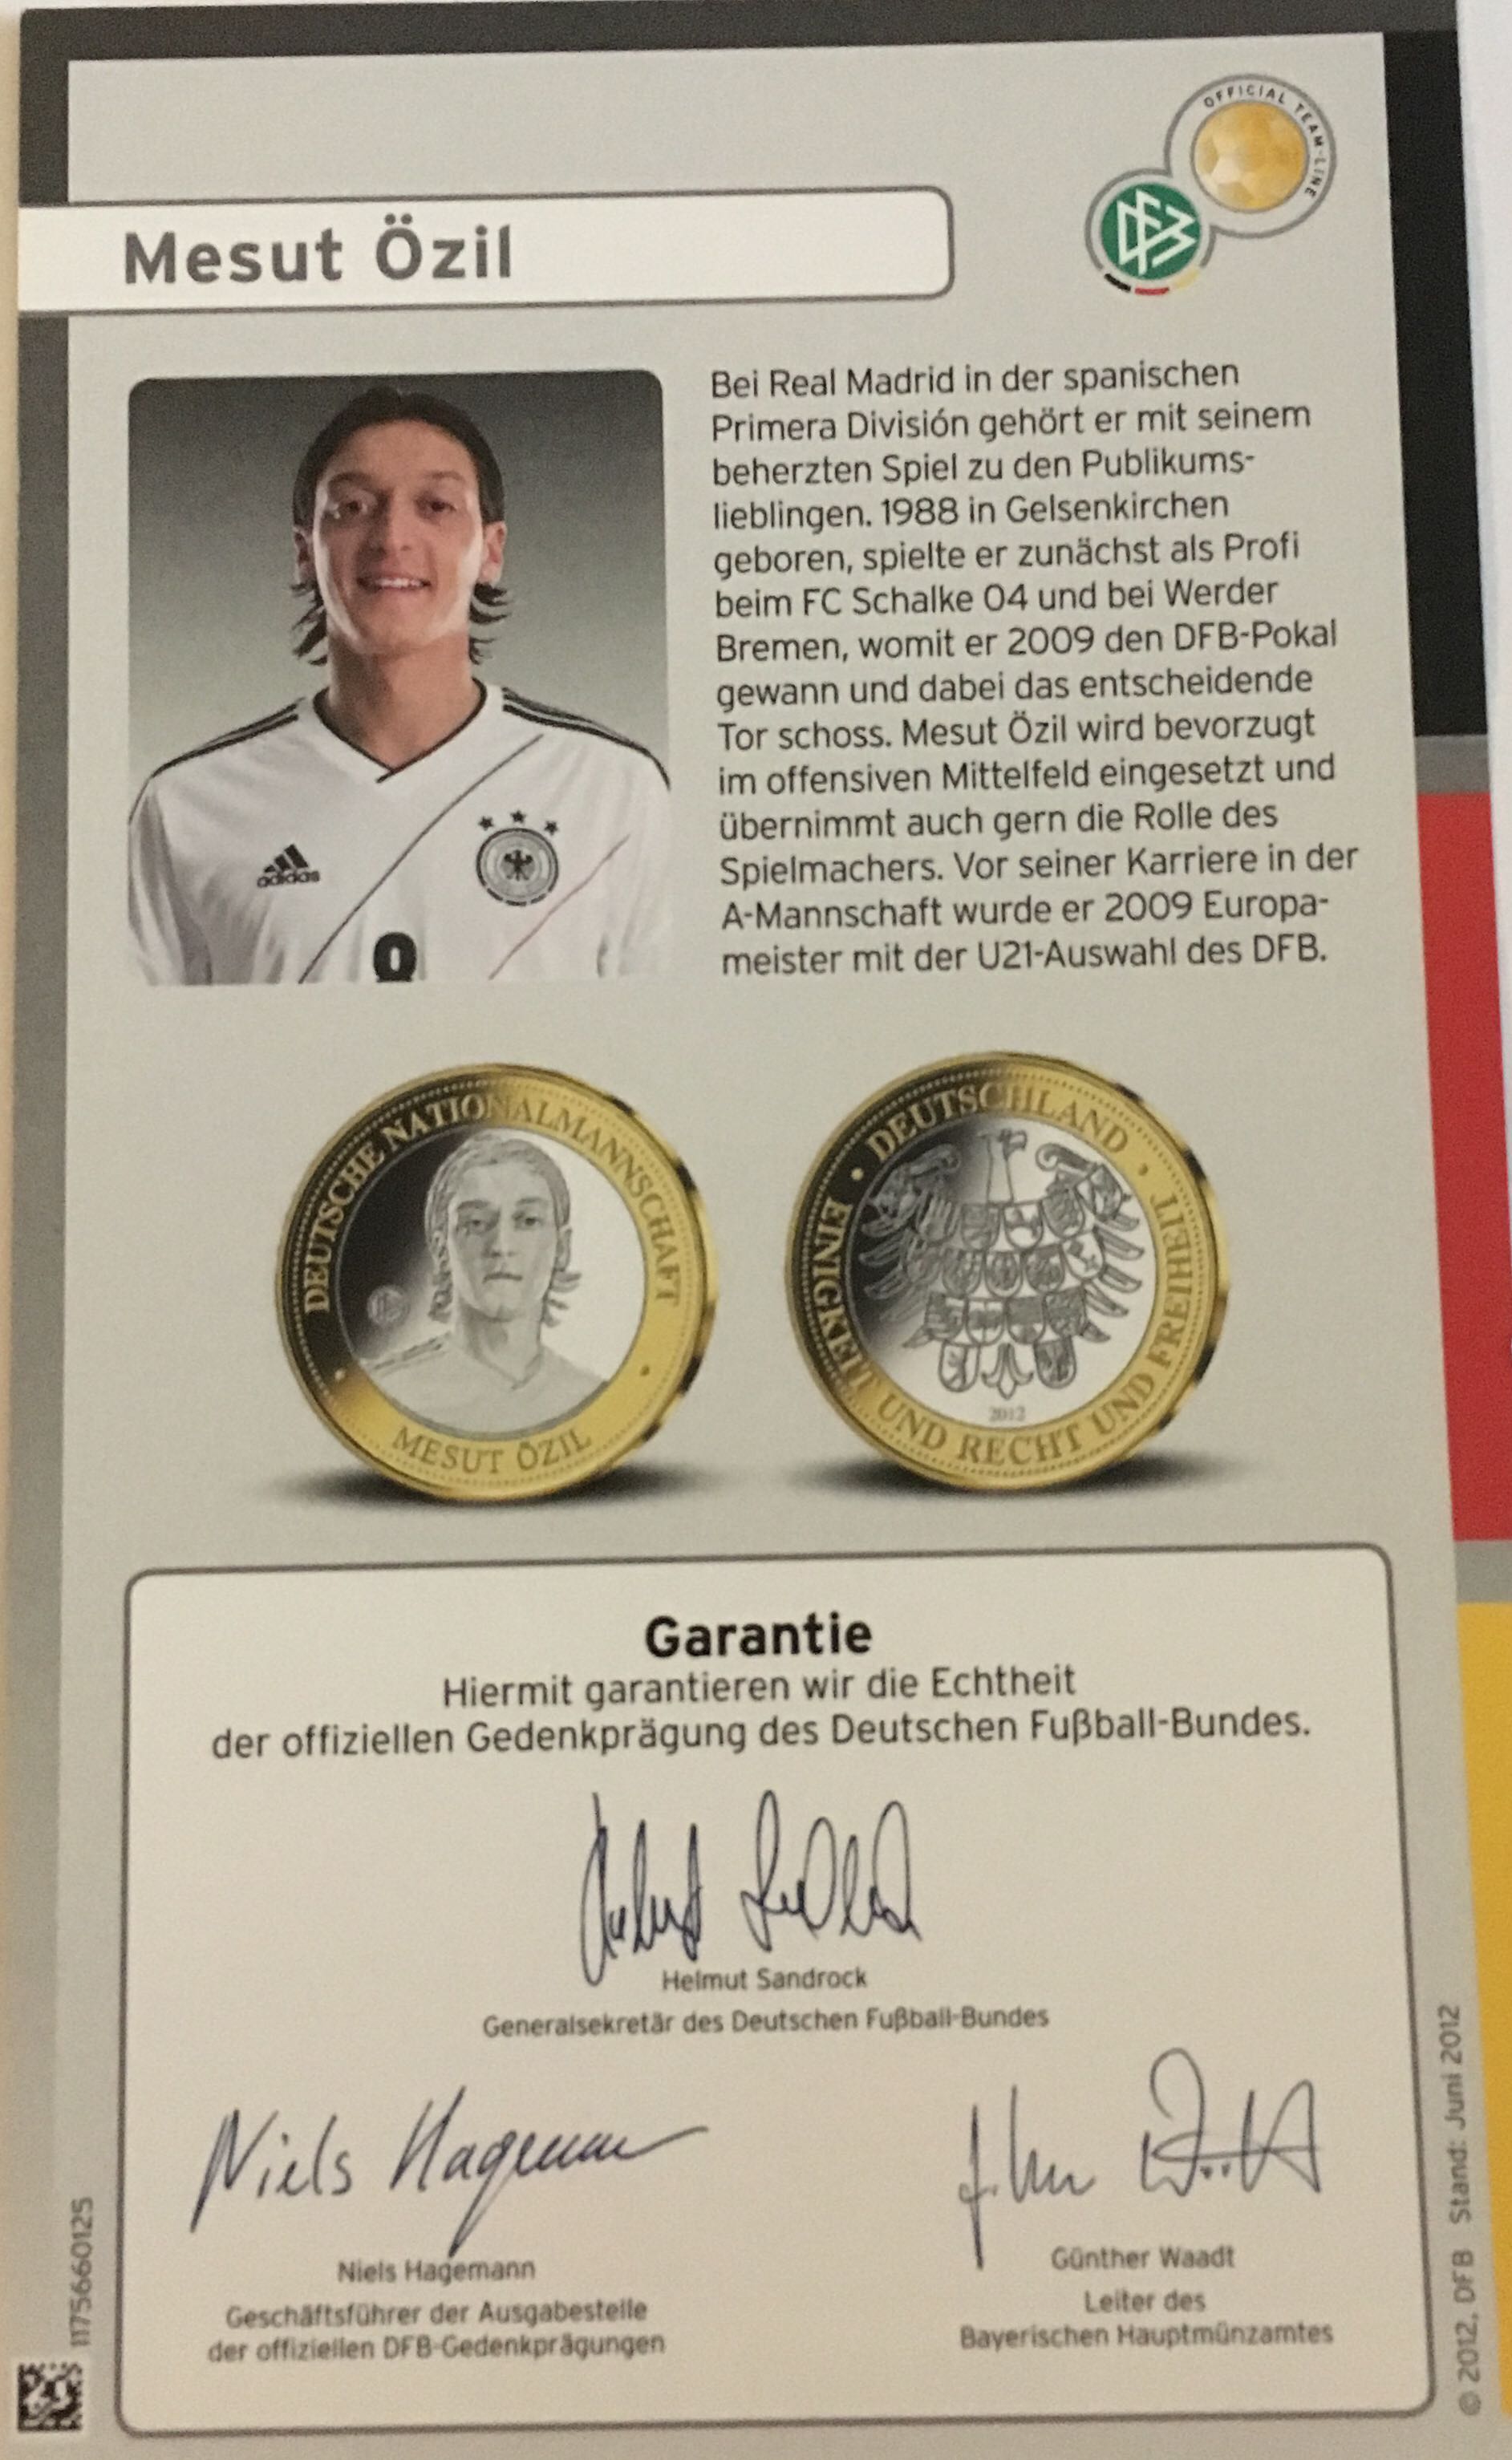 OFFICIAL TEAM-LINE
DFB
Mesut Özil
Bei Real Madrid in der spanischen
Primera División gehört er mit seinem
beherzten Spiel zu den Publikums-
lieblingen. 1988 in Gelsenkirchen
geboren, spielte er zunächst als Profi
beim FC Schalke 04 und bei Werder
Bremen, womit er 2009 den DFB-Pokal
gewann und dabei das entscheidende
Tor schoss. Mesut Özil wird bevorzugt
im offensiven Mittelfeld eingesetzt und
übernimmt auch gern die Rolle des
Spielmachers. Vor seiner Karriere in der
A-Mannschaft wurde er 2009 Europa-
meister mit der U21-Auswahl des DFB.
adidas
DEUTSCHE NATIONALMANNSCHAFT
MESUT ÖZIL
• DEUTSCHLAND •
EINIGKEIT UND RECHT UND FREIHEIT
2012
Garantie
Hiermit garantieren wir die Echtheit
der offiziellen Gedenkprägung des Deutschen Fußball-Bundes.
Helmut Sandrock
Generalsekretär des Deutschen Fußball-Bundes
Niels Hagemann
Niels Hagemann
Geschäftsführer der Ausgabestelle
der offiziellen DFB-Gedenkprägungen
Günther Waadt
Leiter des
Bayerischen Hauptmünzamtes
1175660125
© 2012, DFB Stand: Juni 2012